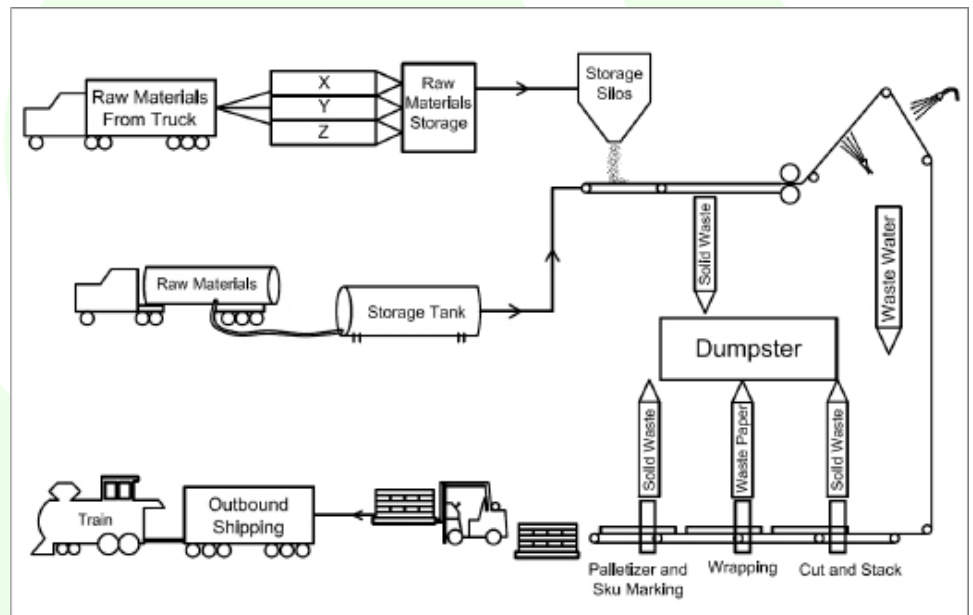 Raw Materials
From Truck
X
Y
Z
Raw
Materials
Storage
Storage
Silos
Raw Materials
Storage Tank
Solid Waste
Waste Water
Dumpster
Solid Waste
Waste Paper
Solid Waste
Train
Outbound
Shipping
Palletizer and
Sku Marking
Wrapping
Cut and Stack